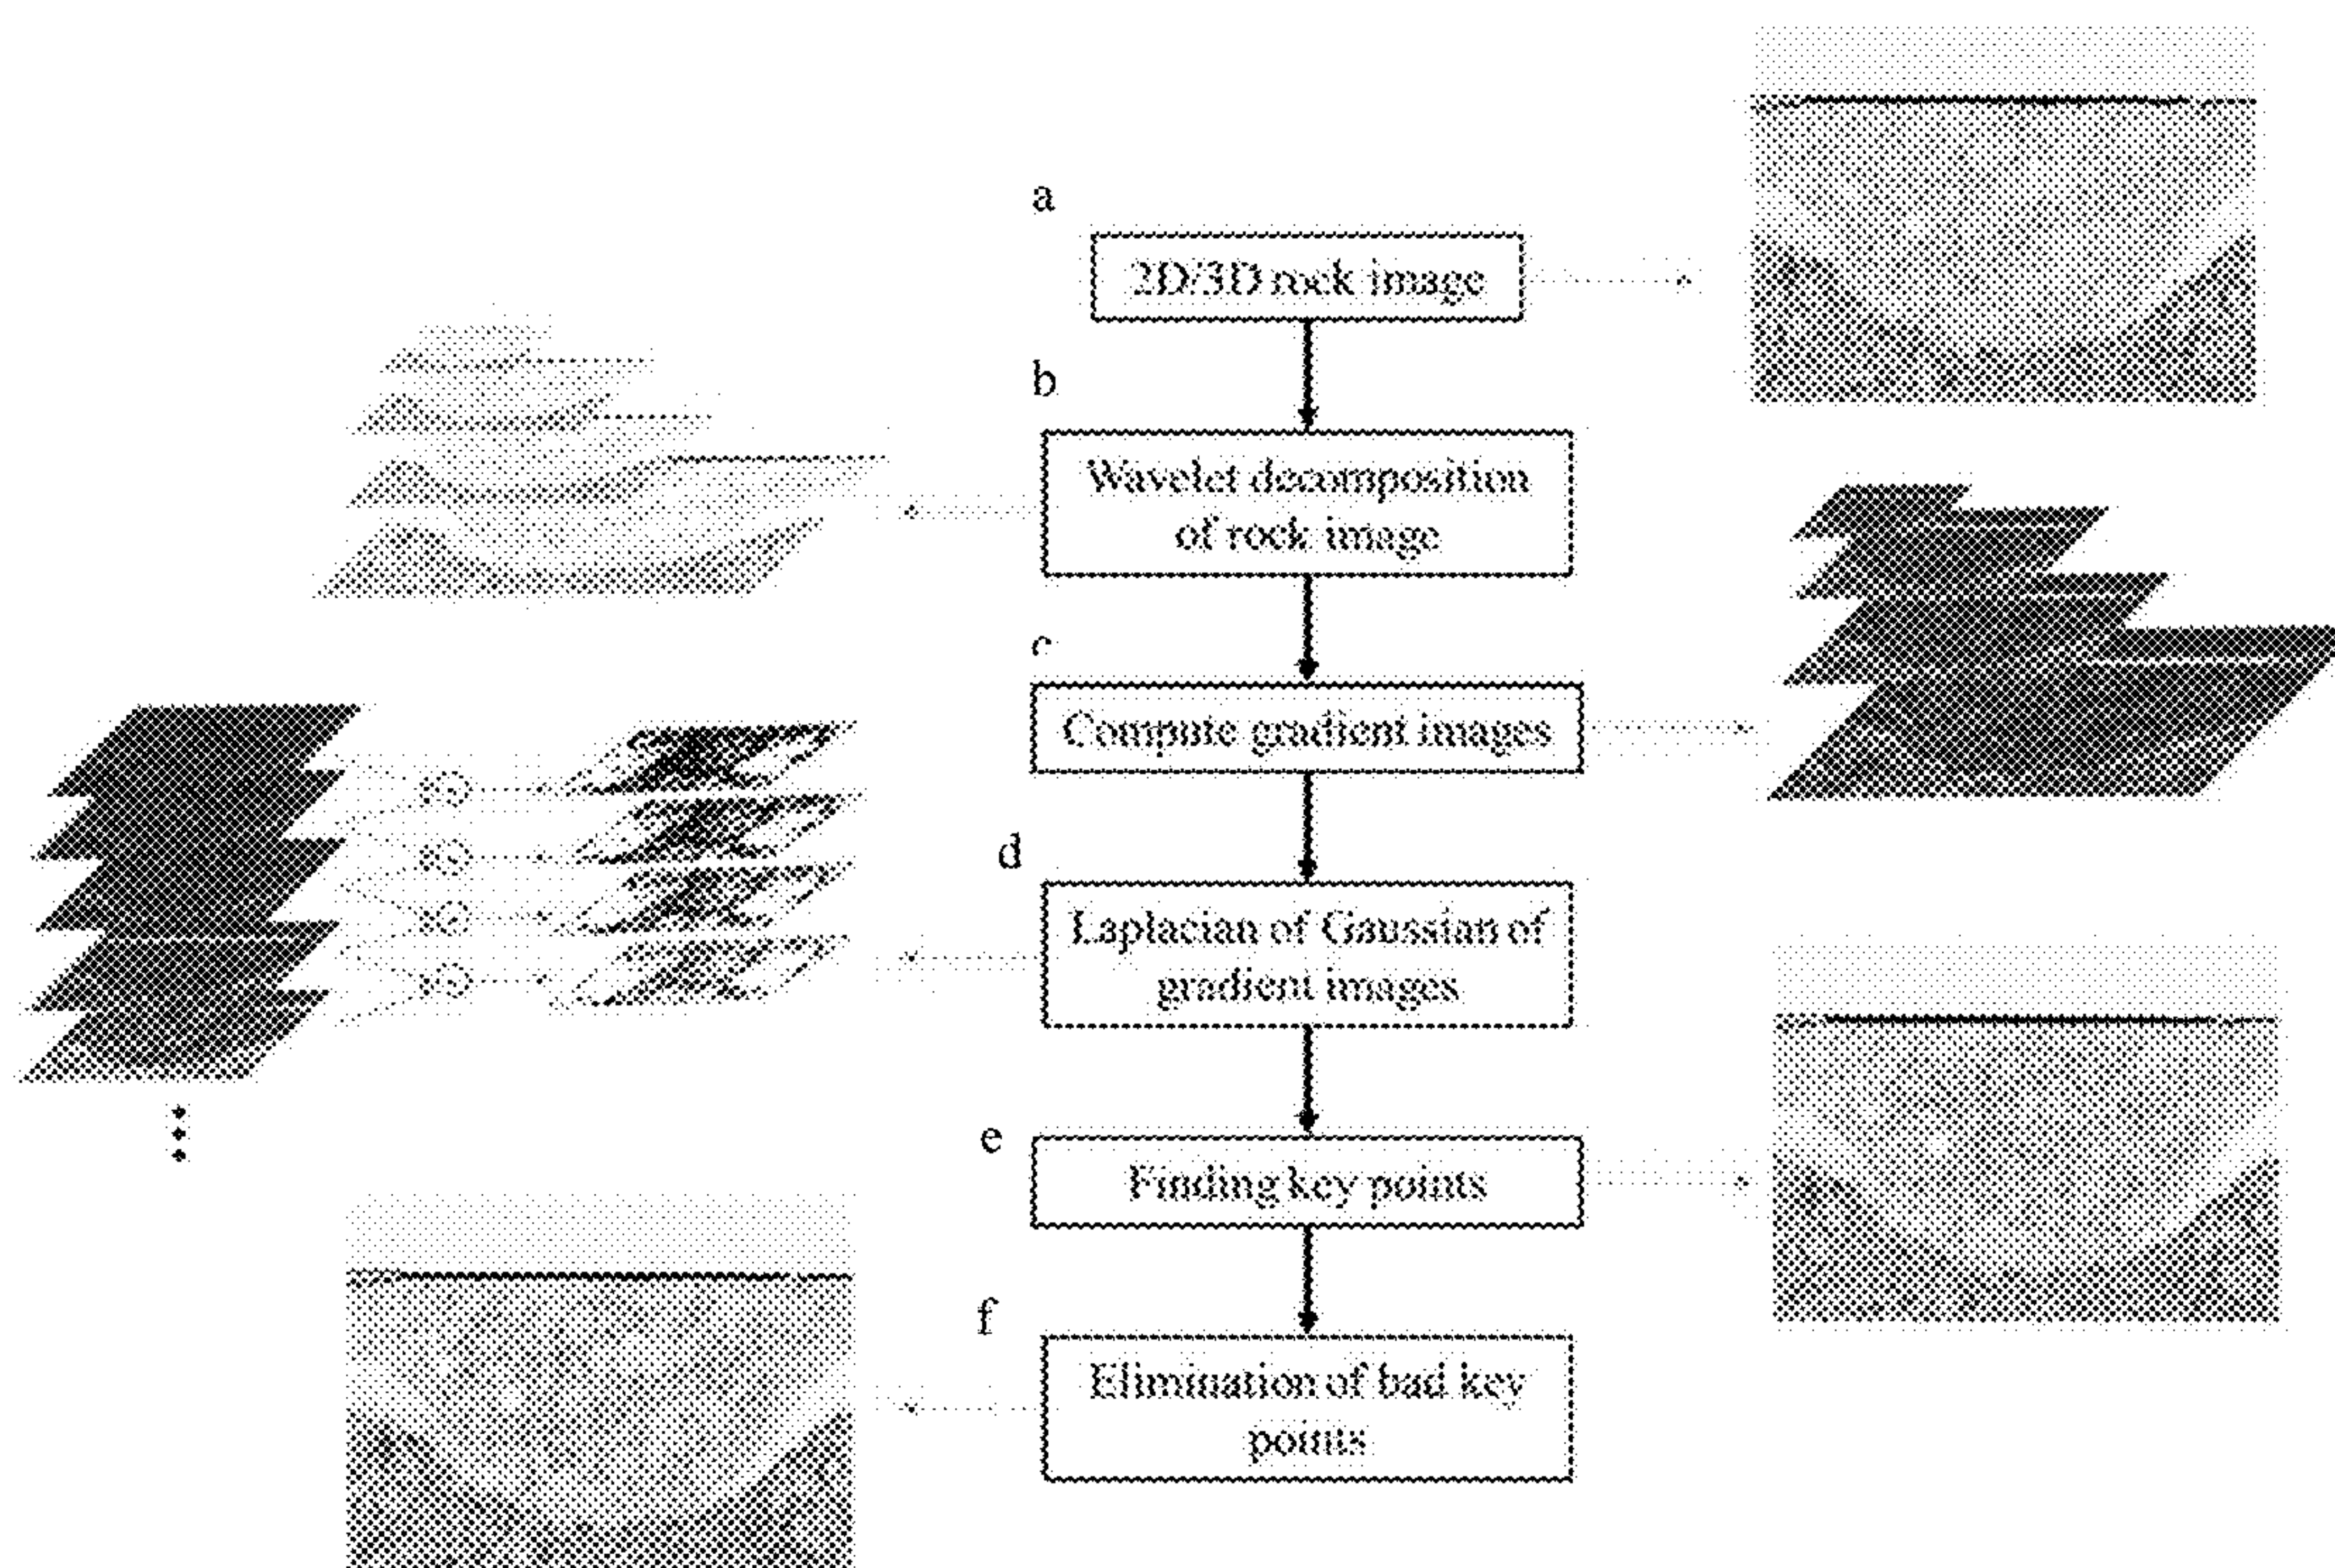 a
2D/3D rock image
b
Wavelet decomposition
of rock image
c
Compute gradient images
d
Laplacian of Gaussian of
gradient images
e
Finding key points
f
Elimination of bad key
points